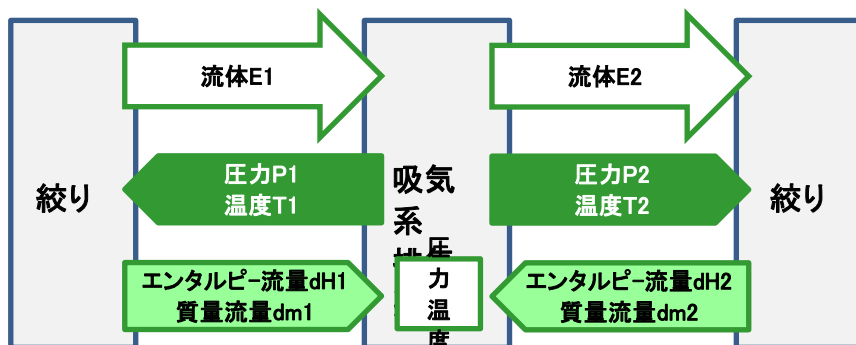 流体E1
流体E2
絞り
圧力P1
温度T1
吸気
系
圧力P2
温度T2
絞り
エンタルピー流量dH1
質量流量dm1
圧
力
温
度
エンタルピー流量dH2
質量流量dm2